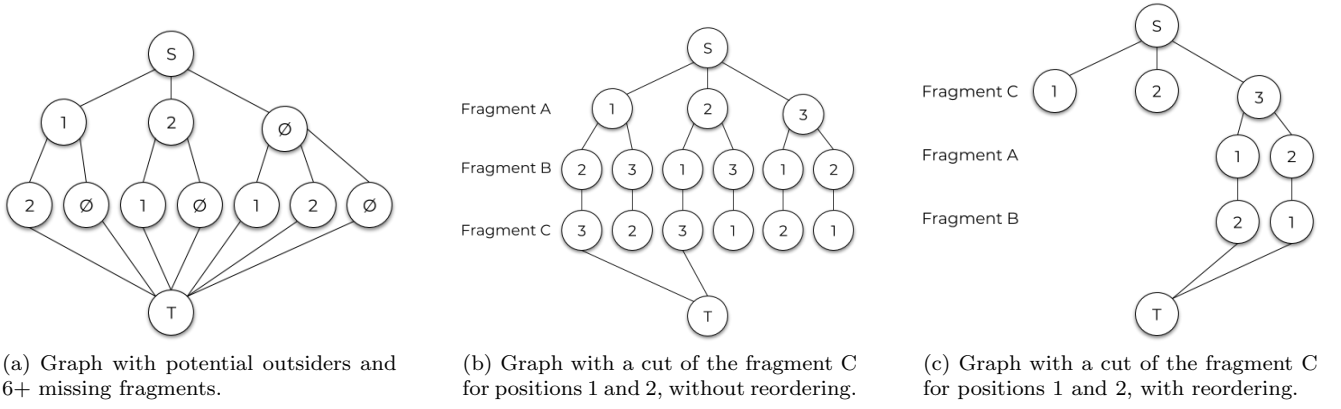 S
1 2 Ø
2 Ø 1 Ø 1 2 Ø
T
(a) Graph with potential outsiders and
6+ missing fragments.
S
Fragment A 1 2 3
Fragment B 2 3 1 3 1 2
Fragment C 3 2 3 1 2 1
T
(b) Graph with a cut of the fragment C
for positions 1 and 2, without reordering.
S
Fragment C 1 2 3
Fragment A 1 2
Fragment B 2 1
T
(c) Graph with a cut of the fragment C
for positions 1 and 2, with reordering.